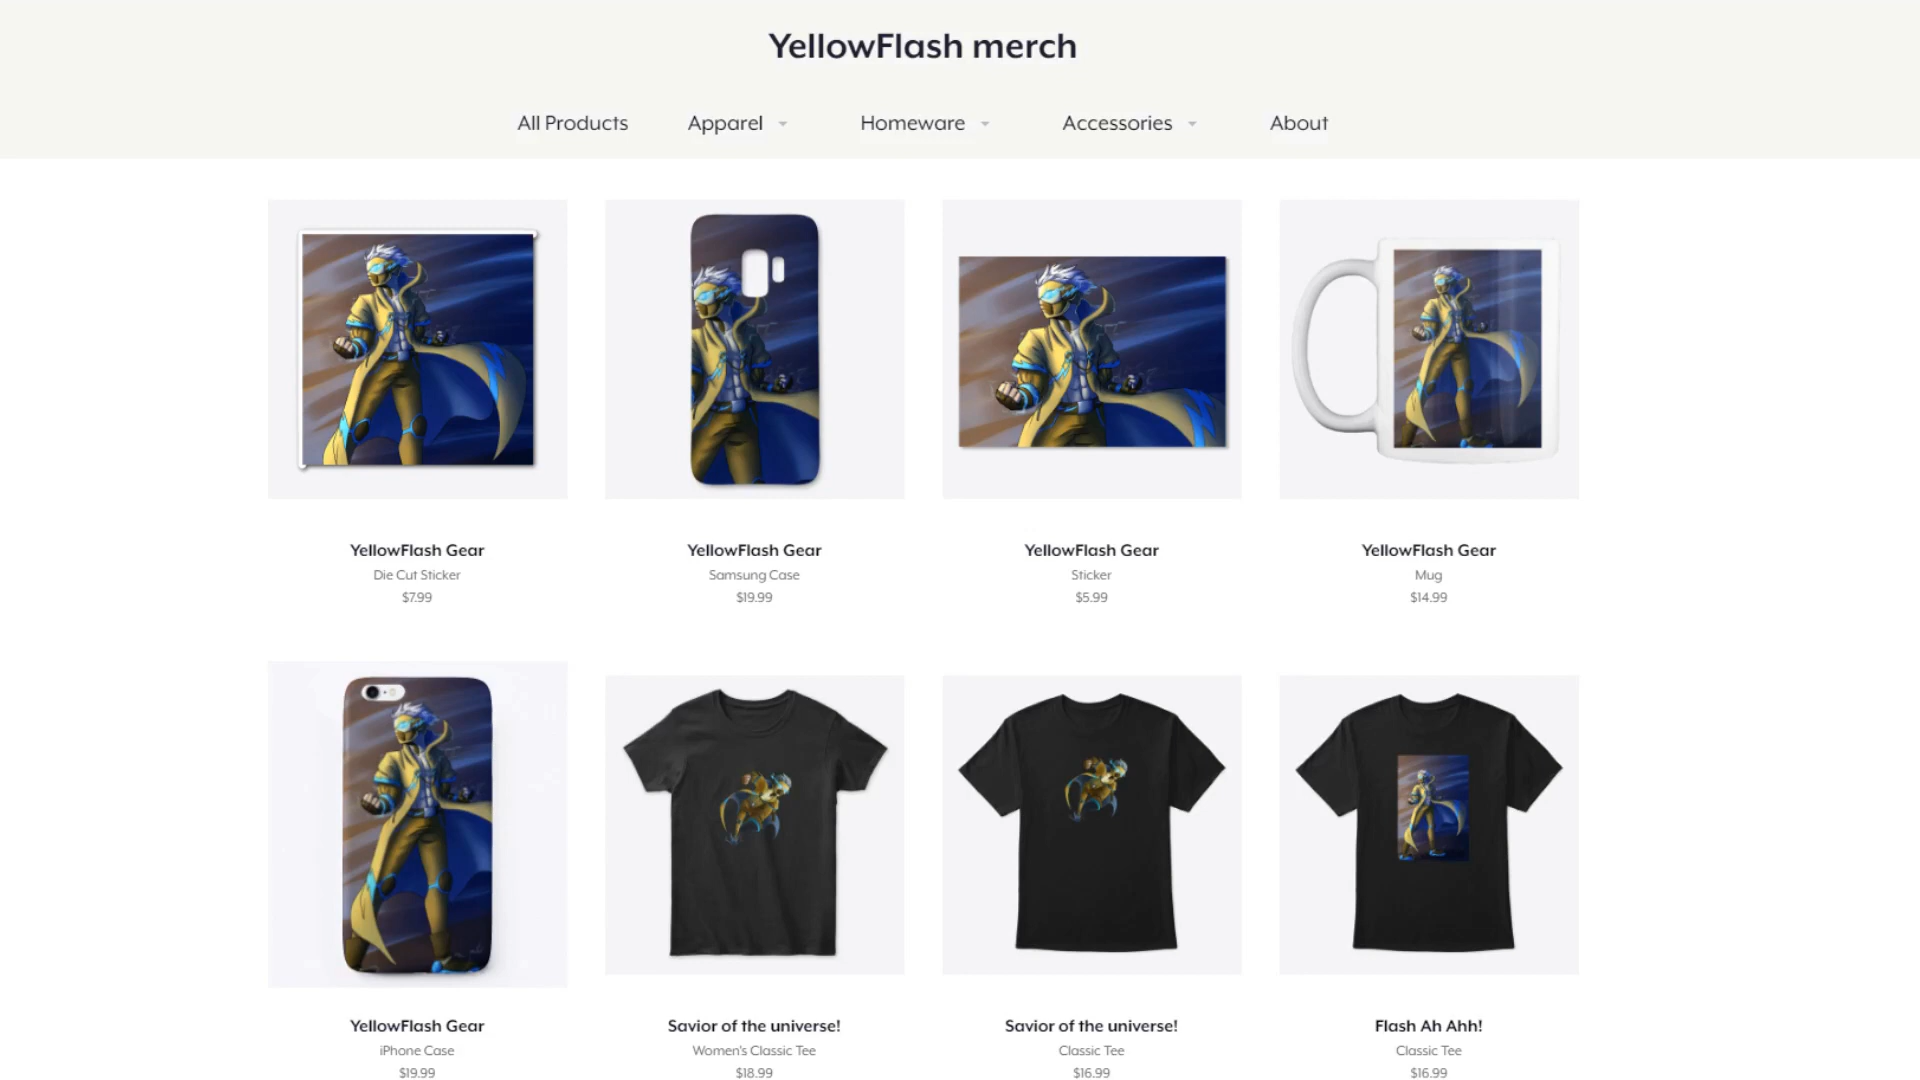 YellowFlash merch
All Products Apparel Homeware Accessories About
YellowFlash Gear
Die Cut Sticker
$7.99
YellowFlash Gear
Samsung Case
$19.99
YellowFlash Gear
Sticker
$5.99
YellowFlash Gear
Mug
$14.99
YellowFlash Gear
iPhone Case
$19.99
Savior of the universe!
Women's Classic Tee
$18.99
Savior of the universe!
Classic Tee
$16.99
Flash Ah Ahh!
Classic Tee
$16.99